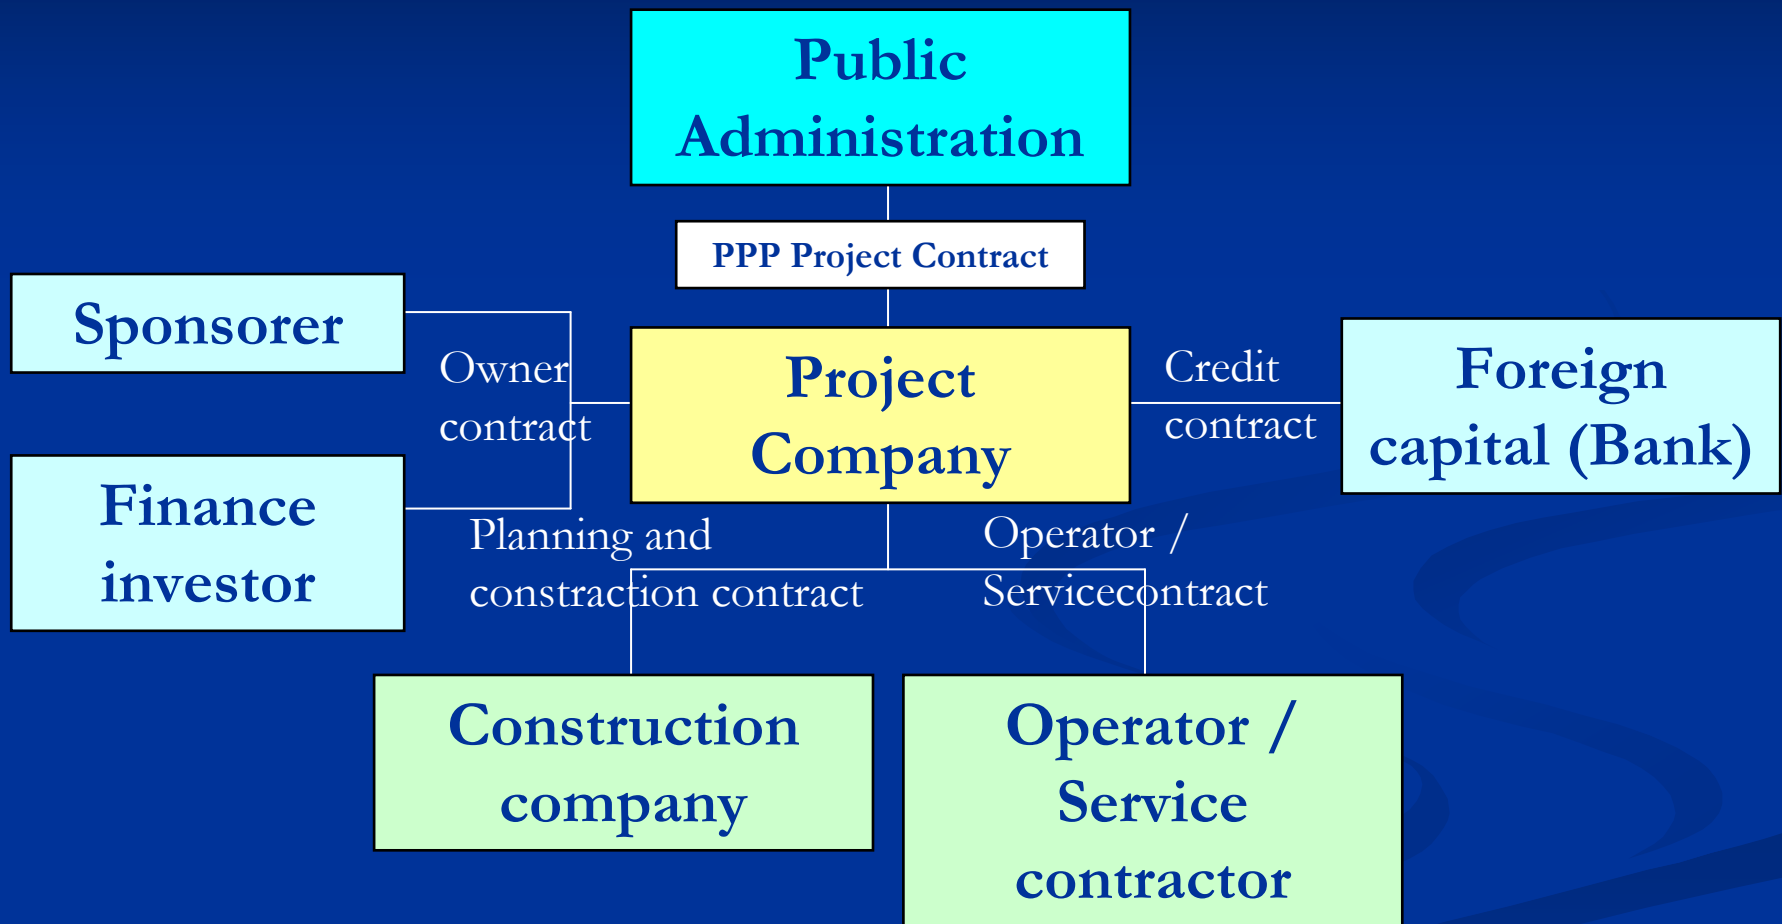 Public
Administration
PPP Project Contract
Sponsorer
Owner
contract
Project
Company
Credit
contract
Foreign
capital (Bank)
Finance
investor
Planning and
constraction contract
Operator /
Servicecontract
Construction
company
Operator /
Service
contractor